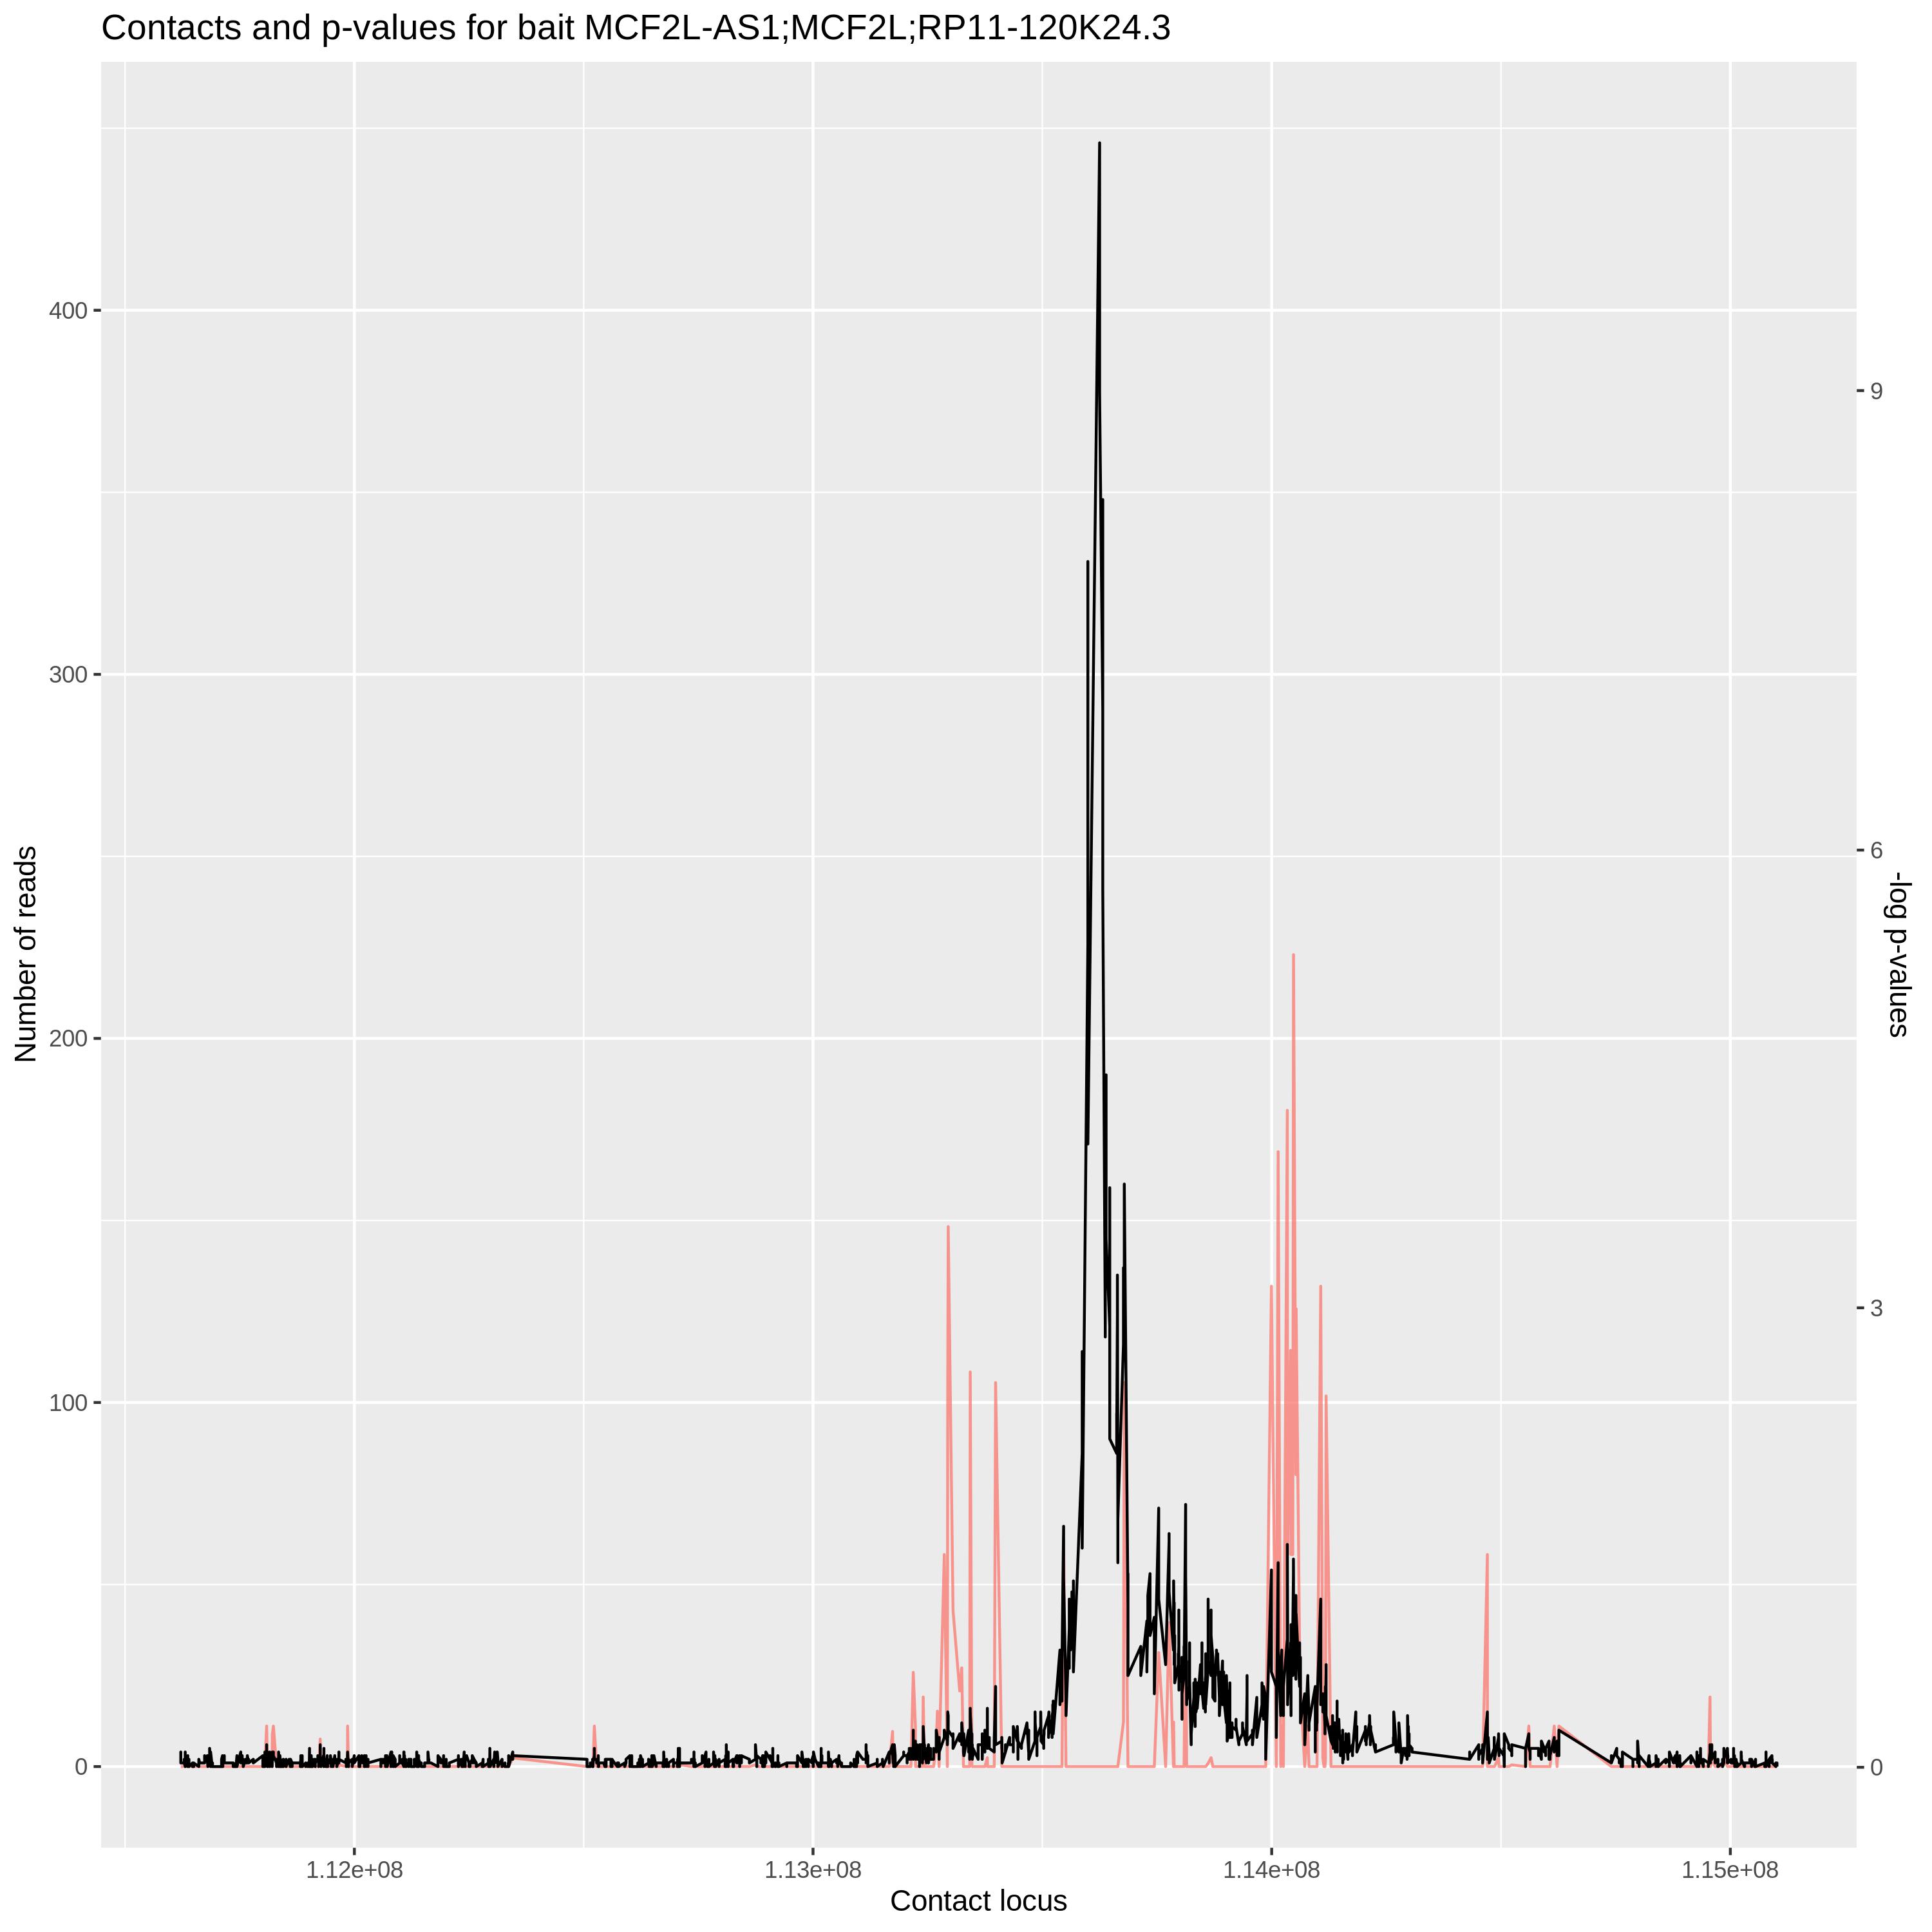 Contacts and p-values for bait MCF2L-AS1;MCF2L;RP11-120K24.3
400
300
200
100
0
Number of reads
9
6
3
0
-log p-values
1.12e+08
1.13e+08
1.14e+08
1.15e+08
Contact locus